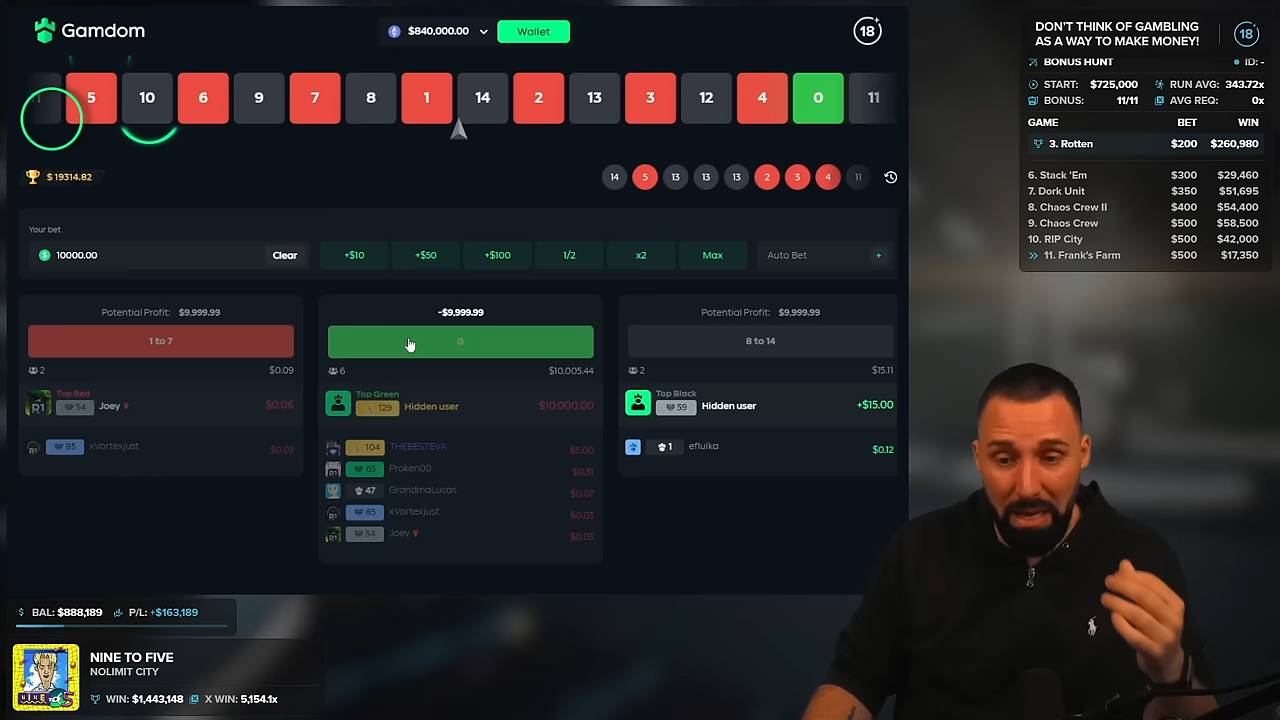 Gamdom
$840,000.00
Wallet
18+
5 10 6 9 7 8 1 14 2 13 3 12 4 0 11
$ 19314.82
14 5 13 13 13 2 3 4 11
Your bet
10000.00
Clear
+$10
+$50
+$100
1/2
x2
Max
Auto Bet
+
Potential Profit: $9,999.99
1 to 7
2 $0.09
Top Red
R1 54 Joey $0.06
R1 85 xVortexjust $0.03
-$9,999.99
0
6 $10,005.44
Top Green
129 Hidden user $10,000.00
104 THEBESTEVA $5.00
R1 65 Proken00 $0.31
47 GrandmaLucas $0.07
R1 85 xVortexjust $0.03
R1 54 Joey $0.03
Potential Profit: $9,999.99
8 to 14
2 $15.11
Top Black
59 Hidden user +$15.00
1 efluika $0.12
DON'T THINK OF GAMBLING
AS A WAY TO MAKE MONEY!
18+
BONUS HUNT ID: -
START: $725,000 RUN AVG: 343.72x
BONUS: 11/11 AVG REQ: 0x
GAME BET WIN
3. Rotten $200 $260,980
6. Stack 'Em $300 $29,460
7. Dork Unit $350 $51,695
8. Chaos Crew II $400 $54,400
9. Chaos Crew $500 $58,500
10. RIP City $500 $42,000
11. Frank's Farm $500 $17,350
BAL: $888,189 P/L: +$163,189
NINE TO FIVE
NOLIMIT CITY
WIN: $1,443,148 X WIN: 5,154.1x